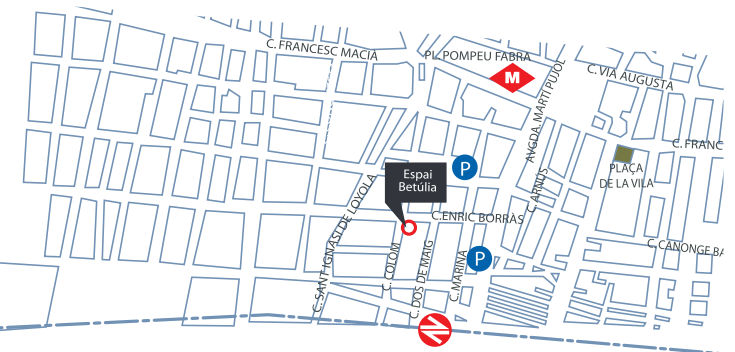 C. FRANCESC MACIÀ
PL. POMPEU FABRA
M
C. VIA AUGUSTA
AVGDA. MARTI PUJOL
C. FRANC
P
Espai
Betúlia
PLAÇA
DE LA VILA
C. SANT IGNASI DE LOYOLA
C. ARNÚS
C. ENRIC BORRÀS
C. COLOM
C. DOS DE MAIG
C. MARINA
P
C. CANONGE BA